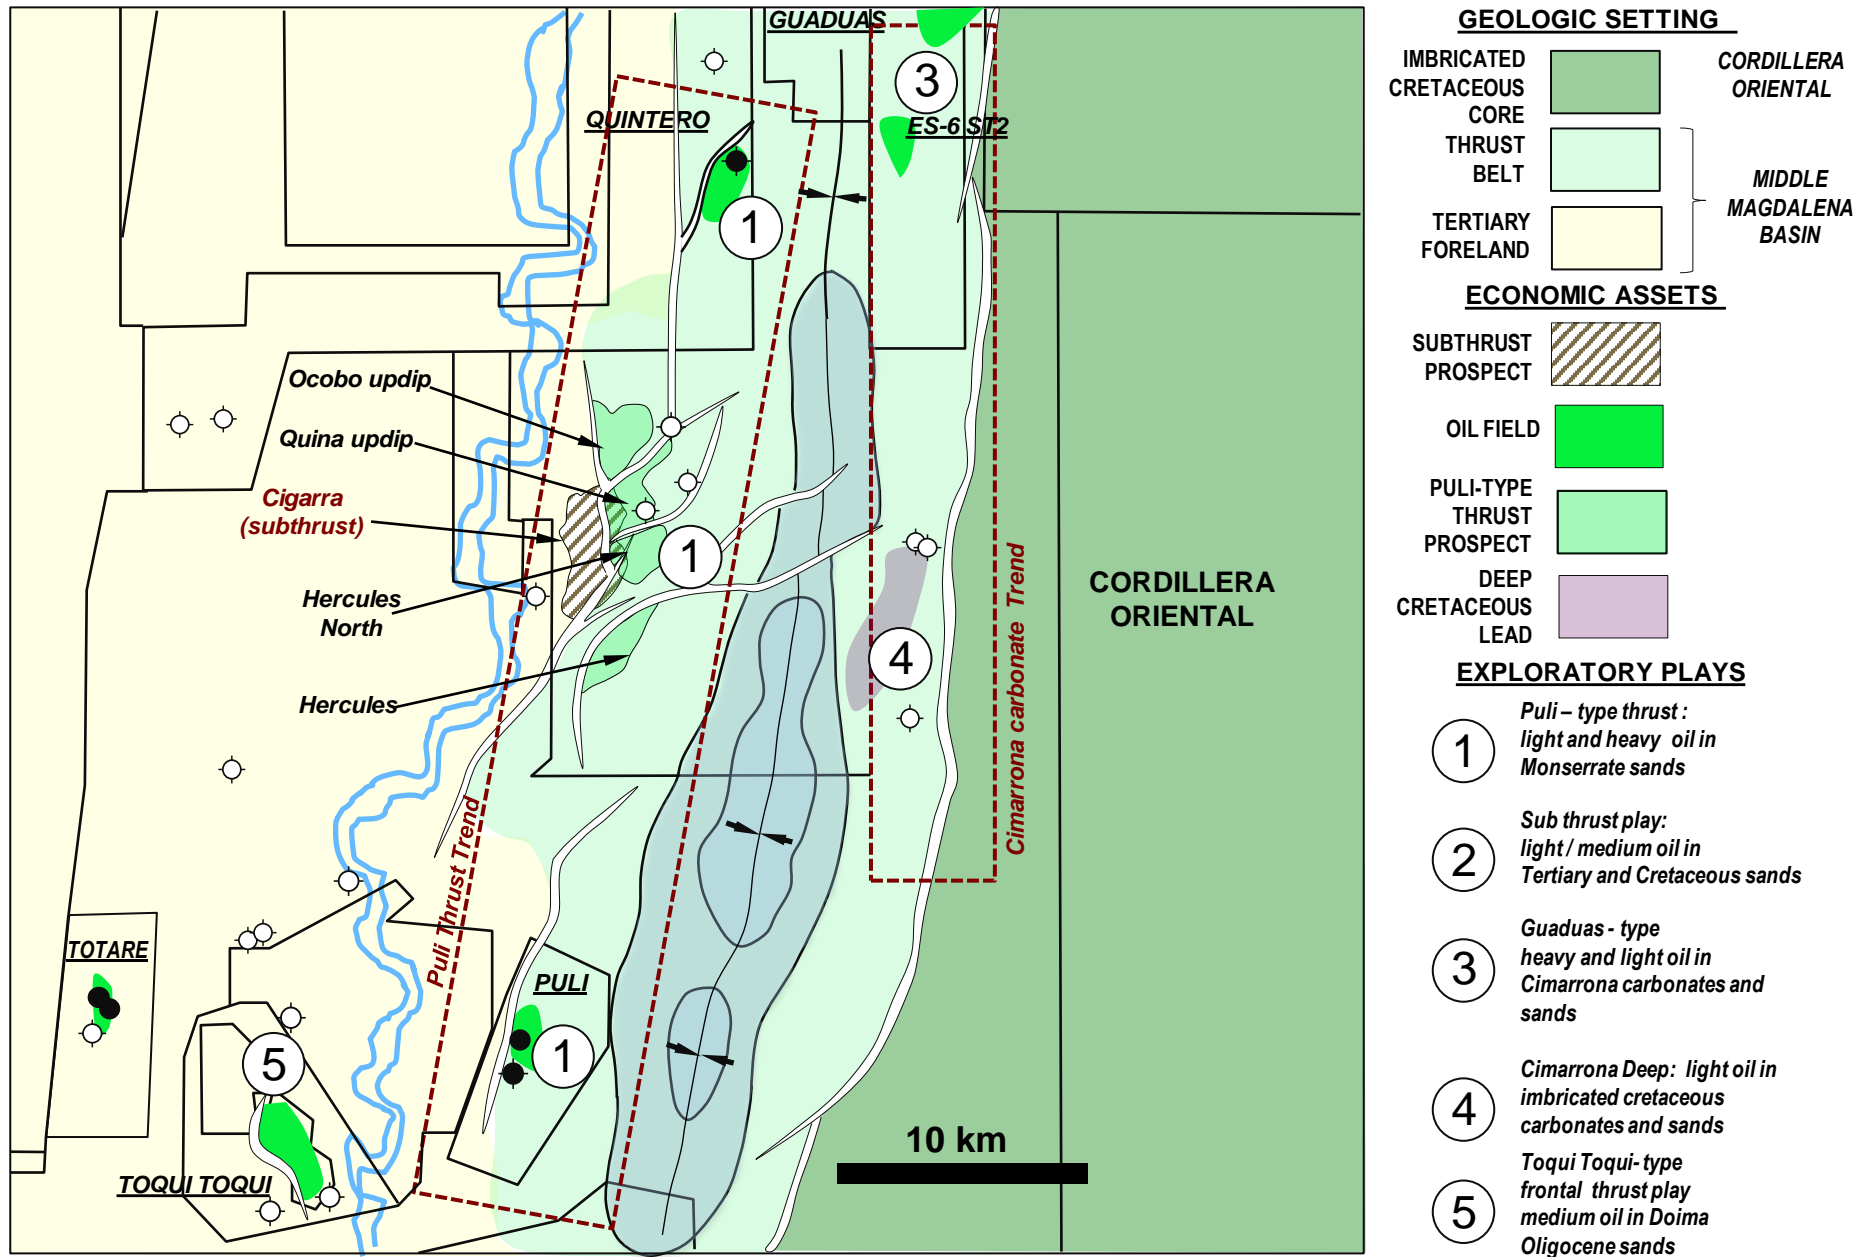 GUADUAS
3
QUINTERO
ES-6 ST2
1
Ocobo updip
Quina updip
Cigarra
(subthrust)
1
Hercules
North
Hercules
4
CORDILLERA
ORIENTAL
Cimarrona carbonate Trend
Puli Thrust Trend
TOTARE
PULI
1
5
TOQUI TOQUI
10 km
GEOLOGIC SETTING
IMBRICATED
CRETACEOUS
CORE
CORDILLERA
ORIENTAL
THRUST
BELT
TERTIARY
FORELAND
MIDDLE
MAGDALENA
BASIN
ECONOMIC ASSETS
SUBTHRUST
PROSPECT
OIL FIELD
PULI-TYPE
THRUST
PROSPECT
DEEP
CRETACEOUS
LEAD
EXPLORATORY PLAYS
1
Puli – type thrust :
light and heavy oil in
Monserrate sands
2
Sub thrust play:
light / medium oil in
Tertiary and Cretaceous sands
3
Guaduas - type
heavy and light oil in
Cimarrona carbonates and
sands
4
Cimarrona Deep: light oil in
imbricated cretaceous
carbonates and sands
5
Toqui Toqui- type
frontal thrust play
medium oil in Doima
Oligocene sands